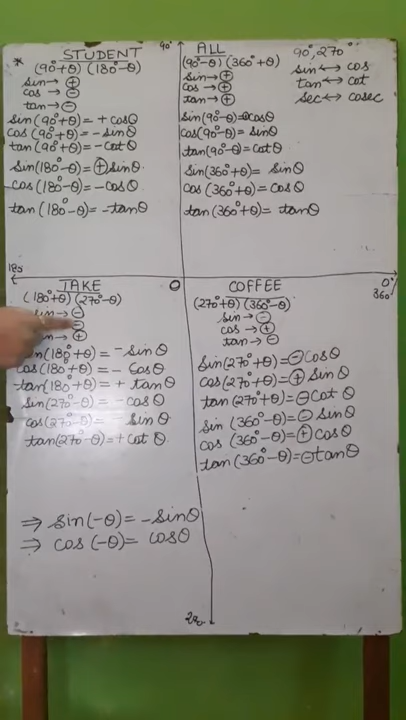 * STUDENT
(90°+θ) (180°-θ)
sin→ ⊕
cos → ⊖
tan→ ⊖
sin(90°+θ)= + cosθ
cos(90°+θ)= -sinθ
tan(90°+θ)= -cotθ
sin(180°-θ)= ⊕sinθ
cos(180°-θ)= -cosθ
tan(180°-θ)= -tanθ
90°
ALL
(90°-θ) (360°+θ)
sin→ ⊕
cos→ ⊕
tan→ ⊕
sin(90°-θ)=⊕cosθ
cos(90°-θ)= sinθ
tan(90°-θ)=cotθ
sin(360°+θ)= sinθ
cos(360°+θ)= cosθ
tan(360°+θ)= tanθ
90°, 270°
sin↔ cos
tan↔ cot
sec↔ cosec
0
0°
360°
TAKE
(180°+θ) (270°-θ)
sin→ ⊖
⊖
⊕
(180°+θ)= -sinθ
cos(180°+θ)= - cosθ
tan(180°+θ)= + tanθ
sin(270°-θ)= -cosθ
cos(270°-θ)= - sinθ
tan(270°-θ)=+cot θ
COFFEE
(270°+θ) (360°-θ)
sin→ ⊖
cos→ ⊕
tan→ ⊖
sin(270°+θ)=⊖cosθ
cos(270°+θ)=⊕ sinθ
tan(270°+θ)=⊖cot θ
sin (360°-θ)=⊖ sinθ
cos (360°-θ)=⊕cosθ
tan(360°-θ)=⊖tanθ
⇒ sin(-θ)= -sinθ
⇒ cos(-θ)= cosθ